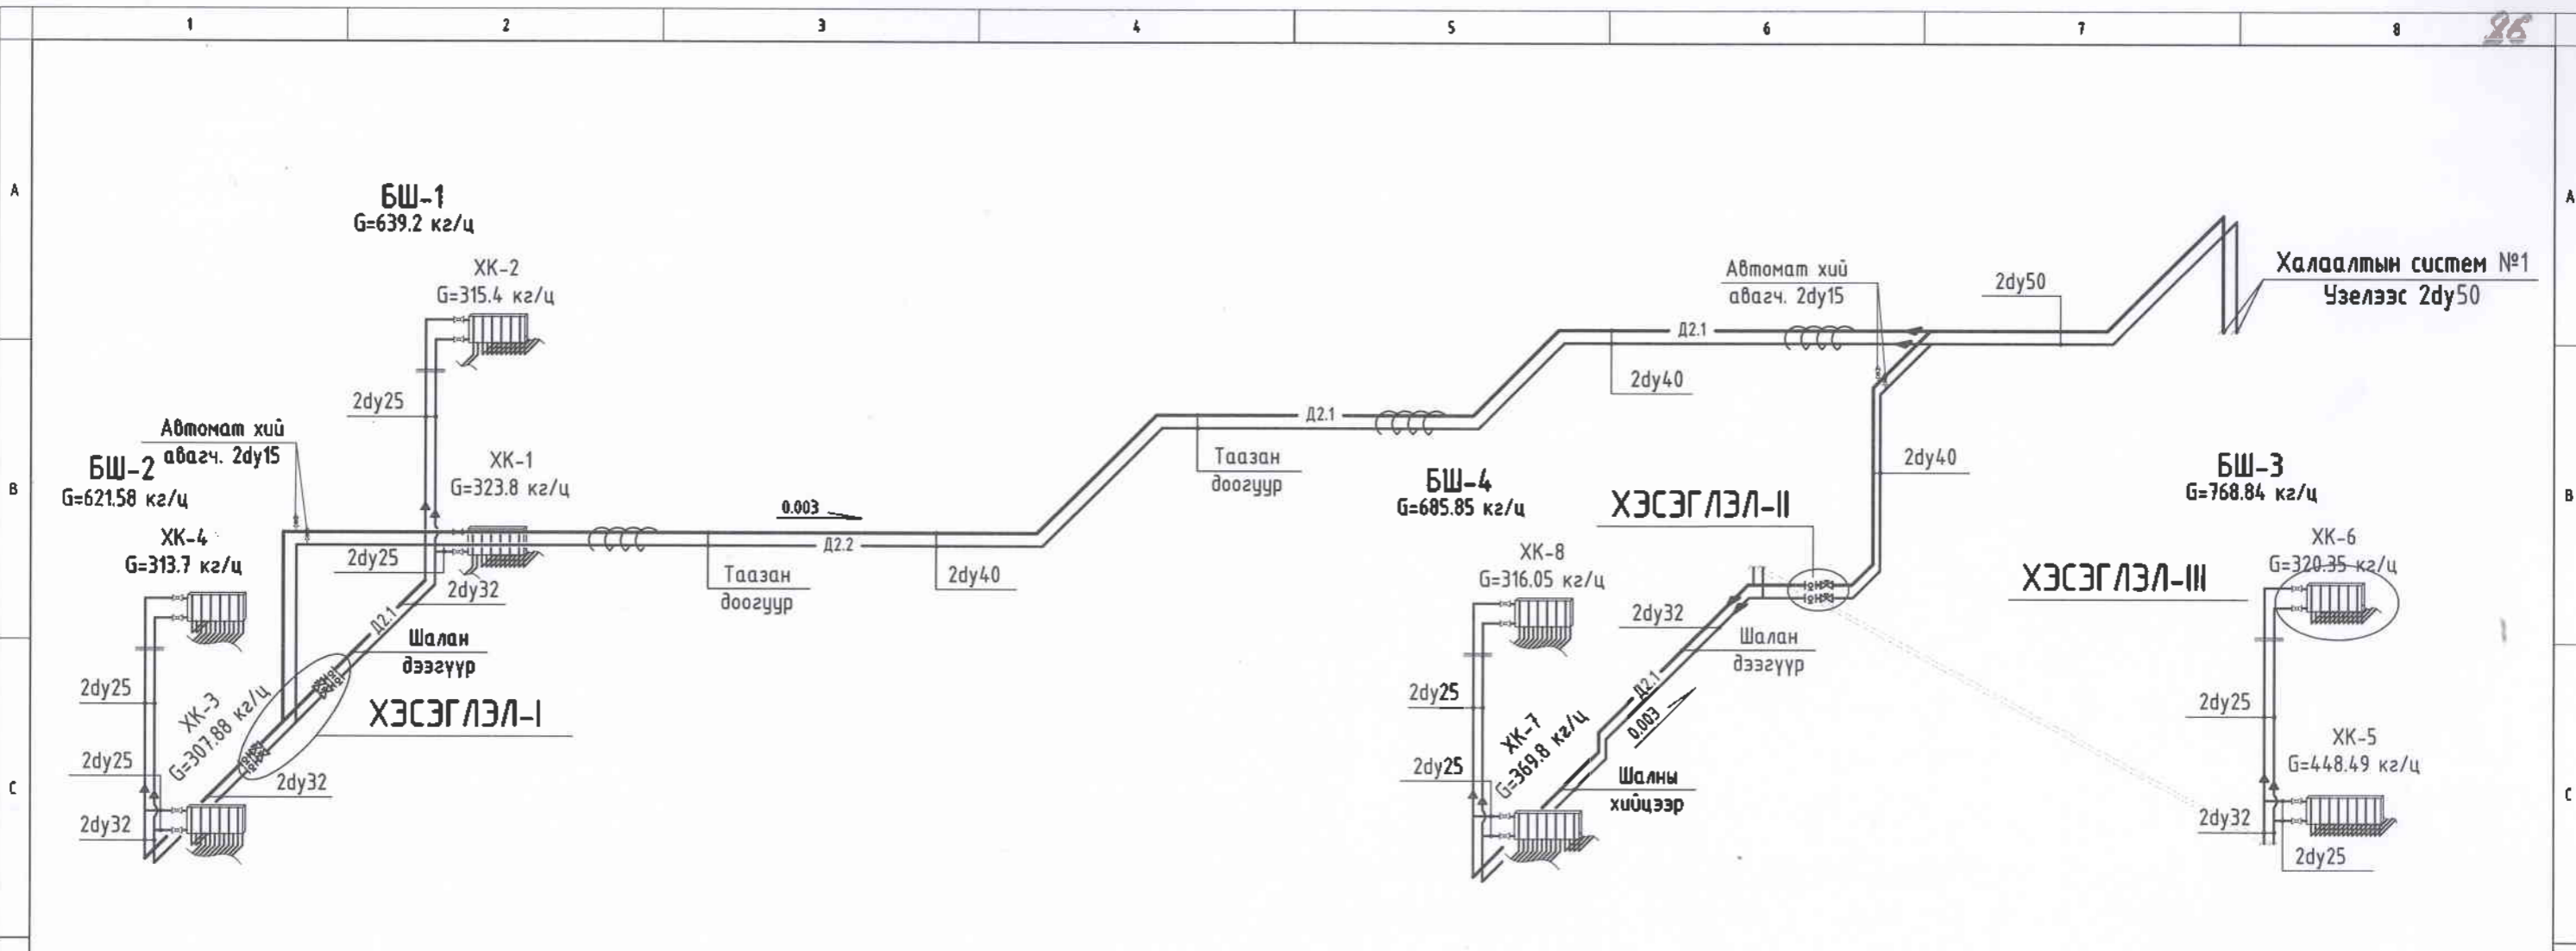 1 2 3 4 5 6 7 8
26
A
A
B
B
C
C
БШ-1
G=639.2 кг/ц
ХК-2
G=315.4 кг/ц
2dy25
Автомат хий
авагч. 2dy15
БШ-2
G=621.58 кг/ц
ХК-1
G=323.8 кг/ц
ХК-4
G=313.7 кг/ц
2dy25
2dy32
Д2.1
Шалан
дээгүүр
ХЭСЭГЛЭЛ-I
2dy25
ХК-3
G=307.88 кг/ц
2dy25
2dy32
2dy32
0.003
Д2.2
Таазан
доогуур
2dy40
Таазан
доогуур
Д2.1
Д2.1
2dy40
Автомат хий
авагч. 2dy15
2dy50
Халаалтын систем №1
Узелээс 2dy50
2dy40
БШ-4
G=685.85 кг/ц
ХЭСЭГЛЭЛ-II
ХК-8
G=316.05 кг/ц
2dy32
Шалан
дээгүүр
2dy25
Д2.1
0.003
ХК-7
G=369.8 кг/ц
2dy25
Шалны
хийцээр
БШ-3
G=768.84 кг/ц
ХЭСЭГЛЭЛ-III
ХК-6
G=320.35 кг/ц
2dy25
ХК-5
G=448.49 кг/ц
2dy32
2dy25